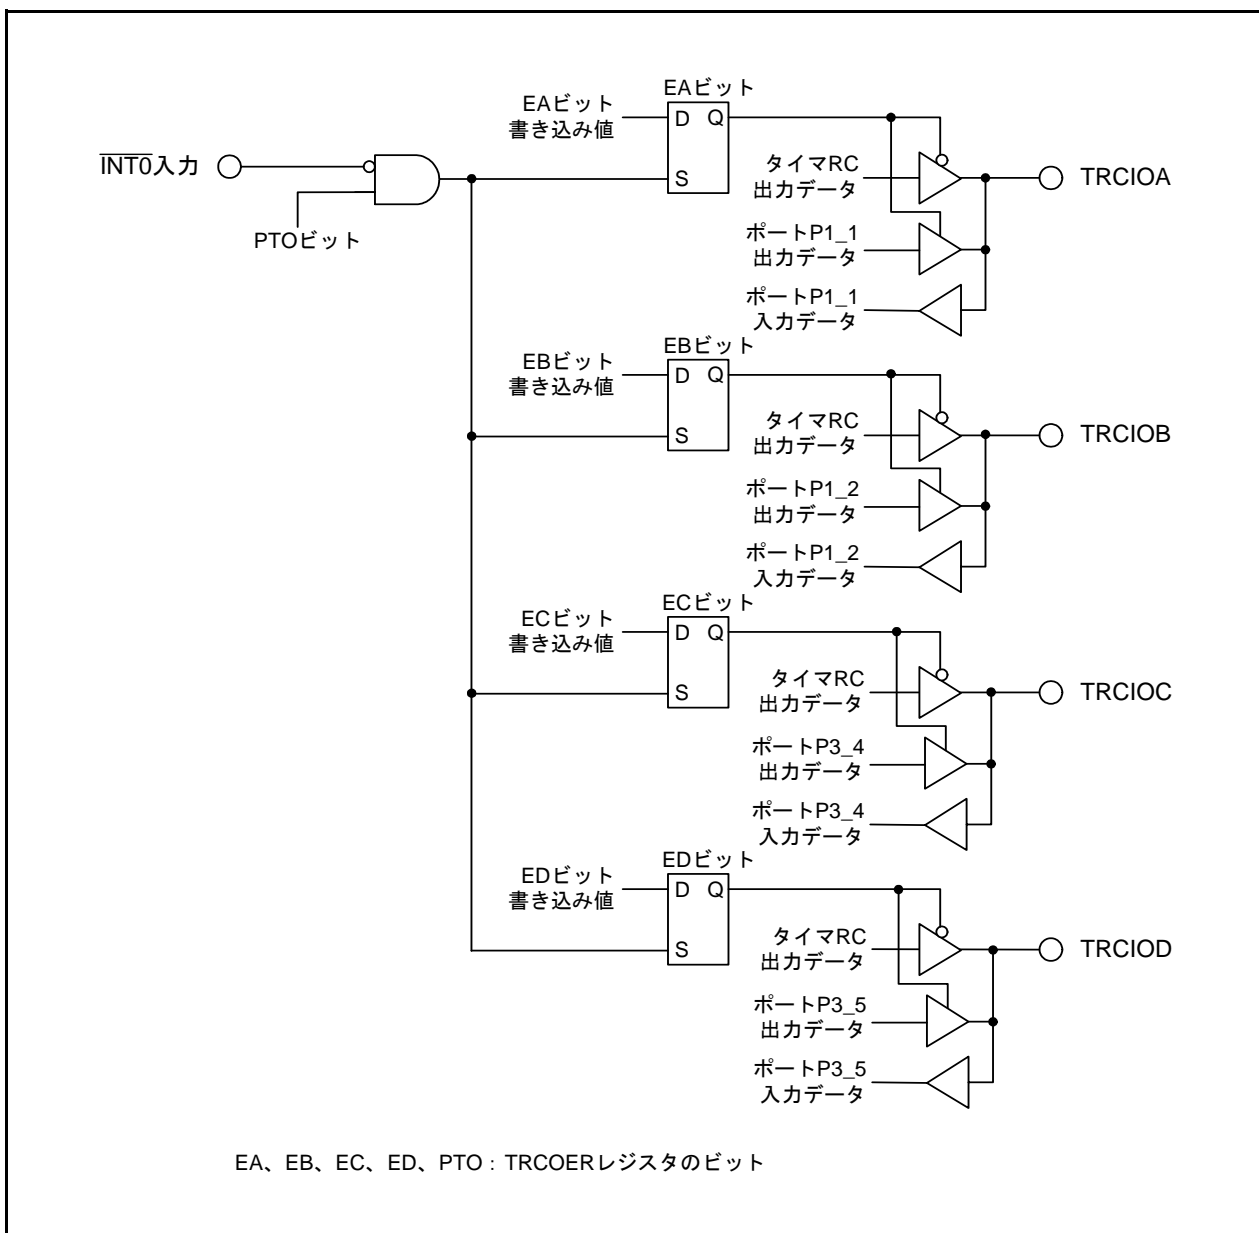 EAビット
EAビット
書き込み値
D Q
S
INT0入力
PTOビット
タイマRC
出力データ
TRCIOA
ポートP1_1
出力データ
ポートP1_1
入力データ
EBビット
EBビット
書き込み値
D Q
S
タイマRC
出力データ
TRCIOB
ポートP1_2
出力データ
ポートP1_2
入力データ
ECビット
ECビット
書き込み値
D Q
S
タイマRC
出力データ
TRCIOC
ポートP3_4
出力データ
ポートP3_4
入力データ
EDビット
EDビット
書き込み値
D Q
S
タイマRC
出力データ
TRCIOD
ポートP3_5
出力データ
ポートP3_5
入力データ
EA、EB、EC、ED、PTO：TRCOERレジスタのビット